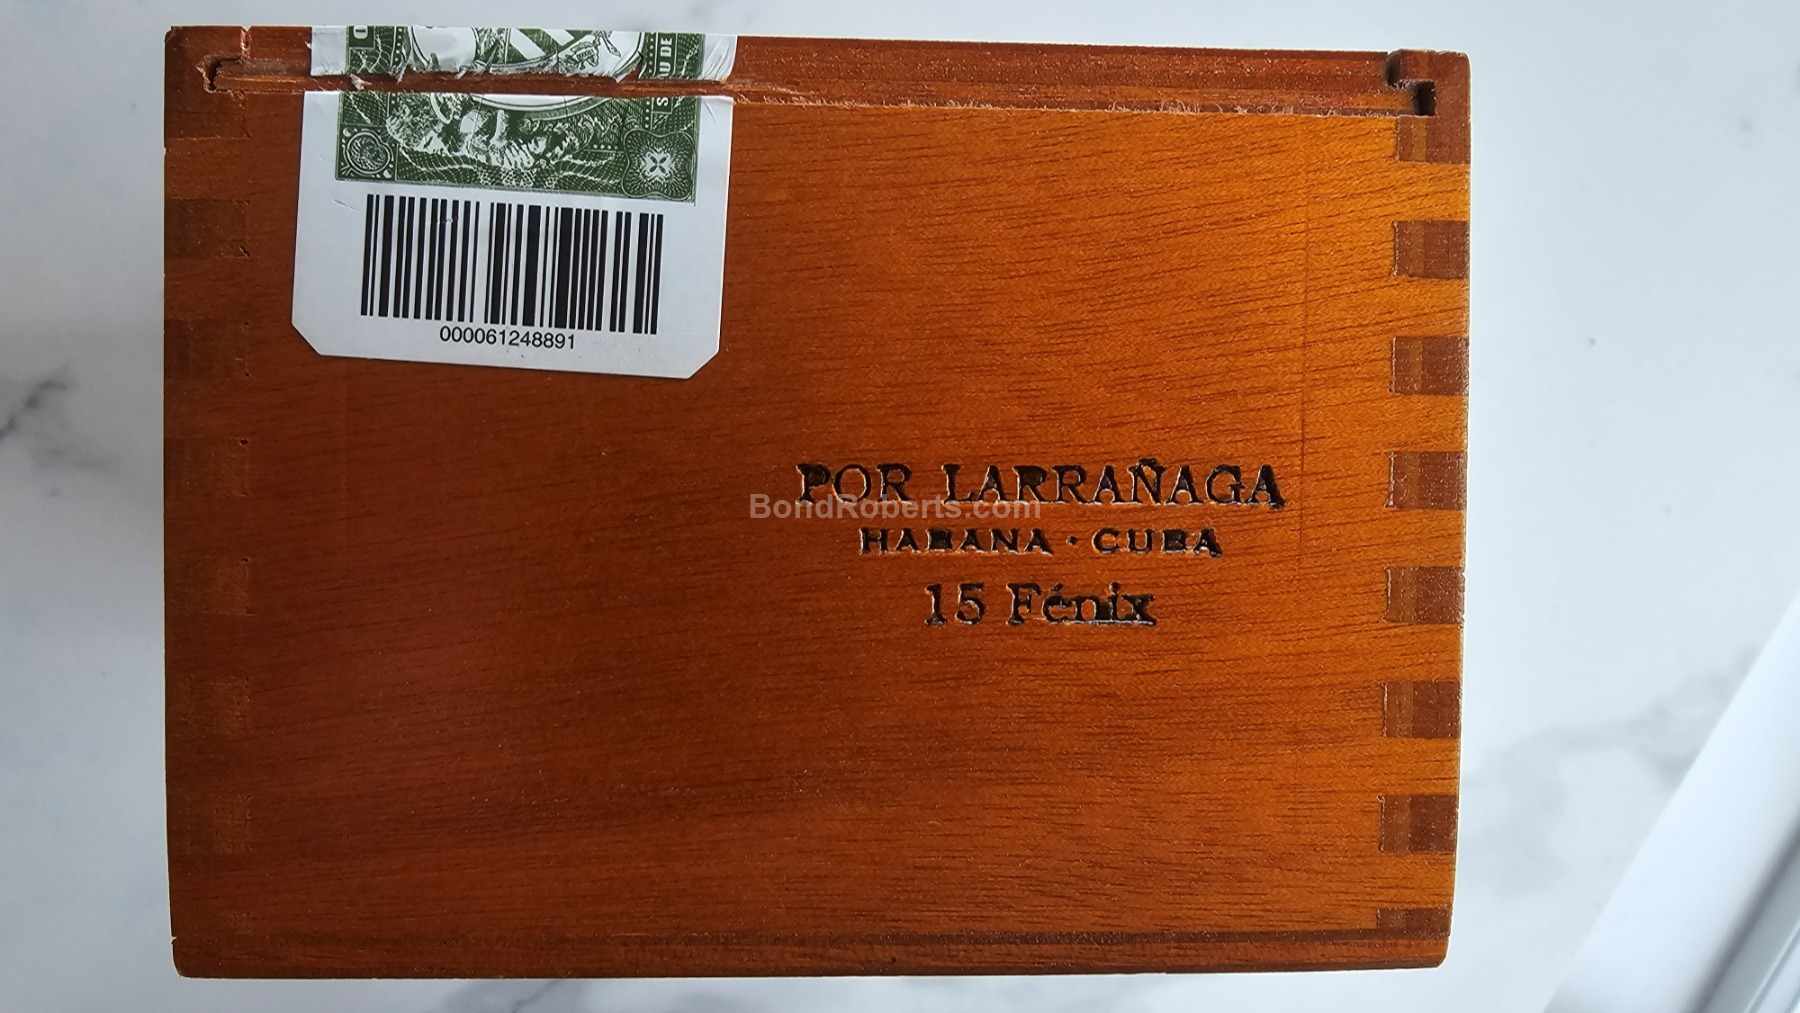 000061248891
POR LARRAÑAGA
BondRoberts.com
HABANA · CUBA
15 Fénix